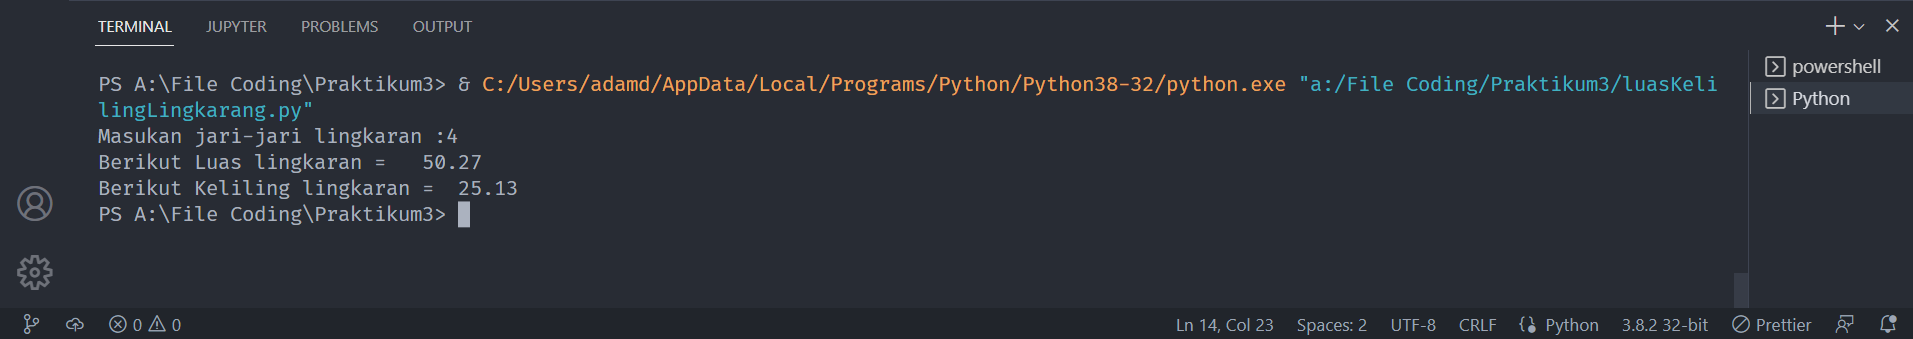 TERMINAL JUPYTER PROBLEMS OUTPUT
PS A:\File Coding\Praktikum3> & C:/Users/adamd/AppData/Local/Programs/Python/Python38-32/python.exe "a:/File Coding/Praktikum3/luasKeli
lingLingkarang.py"
Masukan jari-jari lingkaran :4
Berikut Luas lingkaran =   50.27
Berikut Keliling lingkaran =  25.13
PS A:\File Coding\Praktikum3>
powershell
Python
0 0 Ln 14, Col 23 Spaces: 2 UTF-8 CRLF Python 3.8.2 32-bit Prettier